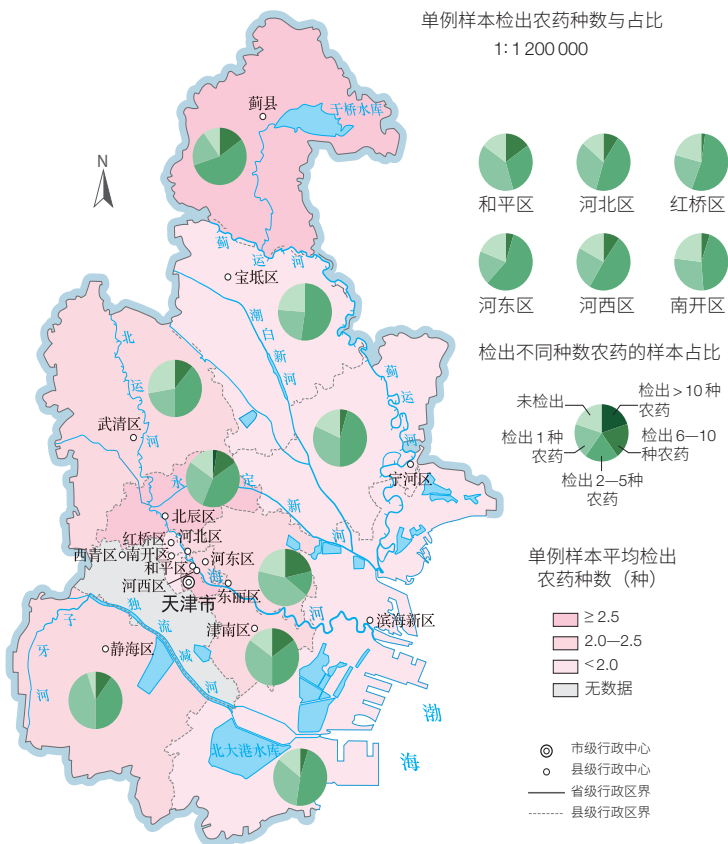 单例样本检出农药种数与占比
1:1 200 000
N
蓟县
于桥水库
和平区
河北区
红桥区
河东区
河西区
南开区
检出不同种数农药的样本占比
未检出
检出>10种
农药
检出1种
农药
检出6—10
种农药
检出2—5种
农药
单例样本平均检出
农药种数（种）
≥2.5
2.0—2.5
<2.0
无数据
市级行政中心
县级行政中心
省级行政区界
县级行政区界
蓟运河
宝坻区
潮白新河
北运河
蓟运河
武清区
宁河区
永定新河
北辰区
红桥区
河北区
西青区
南开区
河东区
和平区
河西区
东丽区
天津市
海河
滨海新区
津南区
独流减河
子牙河
静海区
北大港水库
渤海